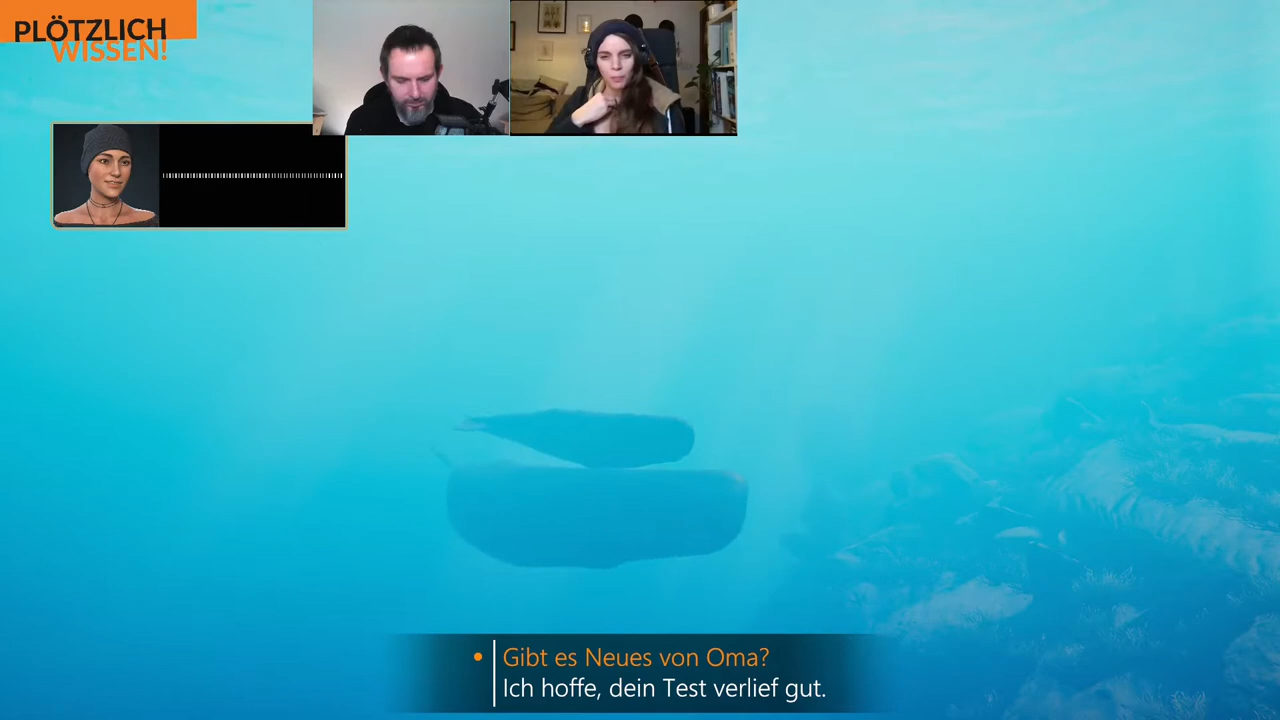 PLÖTZLICH
WISSEN!
Gibt es Neues von Oma?
Ich hoffe, dein Test verlief gut.